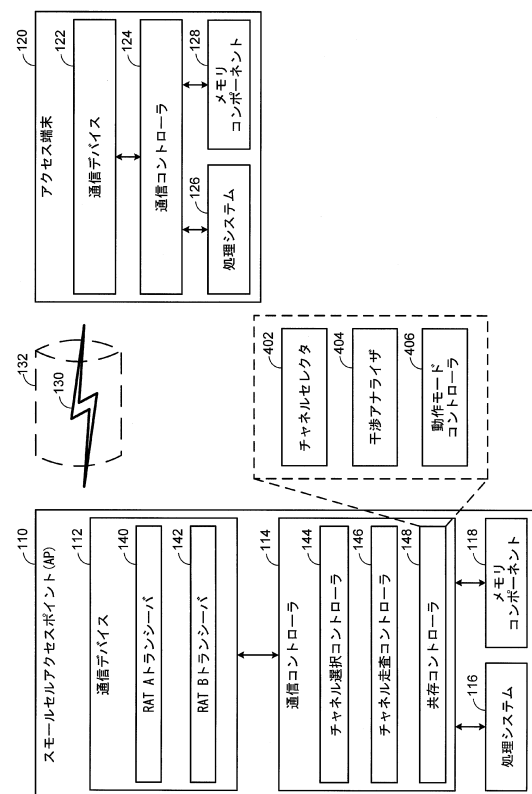 110
スモールセルアクセスポイント(AP)
112
通信デバイス
140
RAT Aトランシーバ
142
RAT Bトランシーバ
114
通信コントローラ
144
チャネル選択コントローラ
146
チャネル走査コントローラ
148
共存コントローラ
116
処理システム
118
メモリ
コンポーネント
132
130
402
チャネルセレクタ
404
干渉アナライザ
406
動作モード
コントローラ
120
アクセス端末
122
通信デバイス
124
通信コントローラ
126
処理システム
128
メモリ
コンポーネント